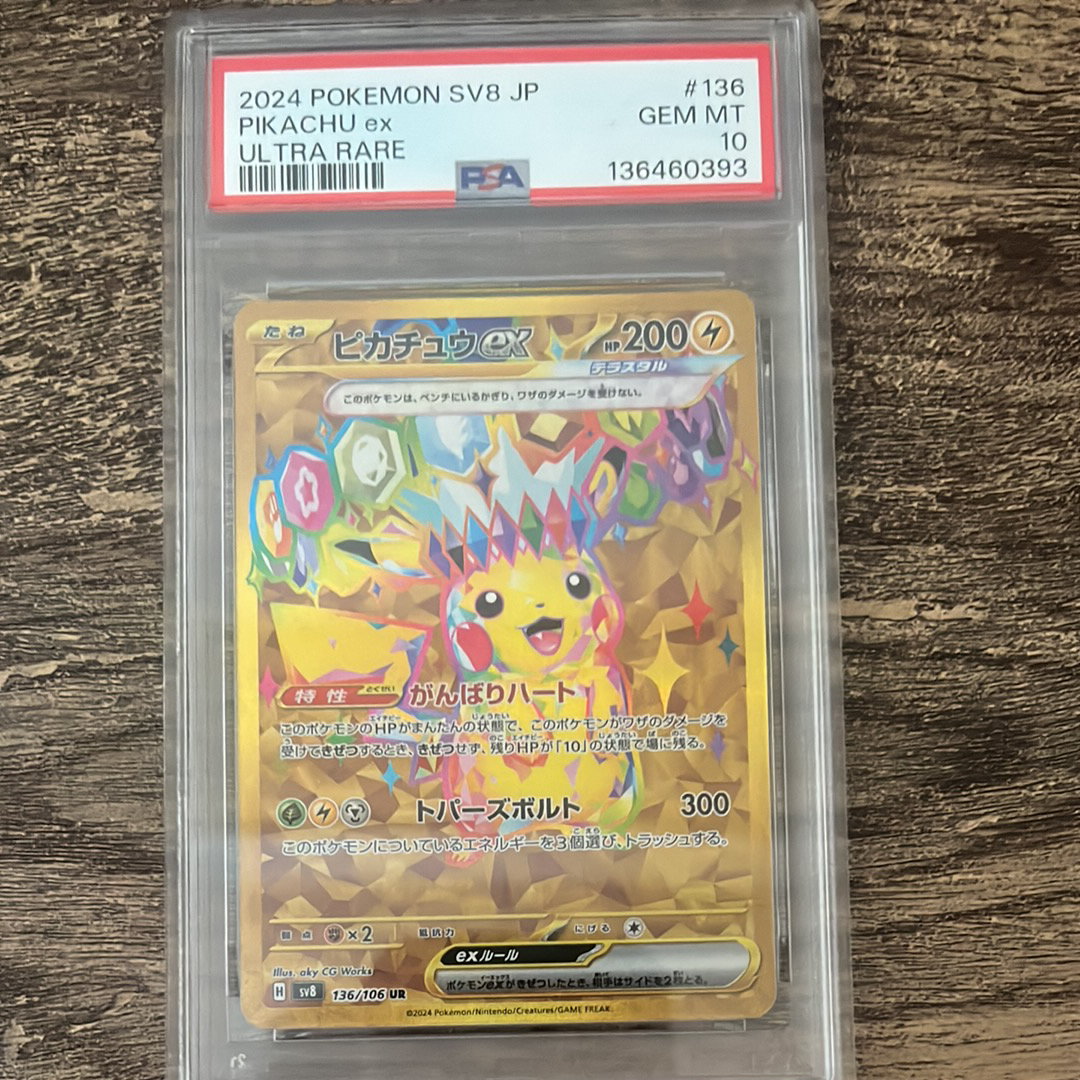 2024 POKEMON SV8 JP #136
PIKACHU ex GEM MT
ULTRA RARE 10
PSA 136460393
たね ピカチュウex HP200
テラスタル
このポケモンは、ベンチにいるかぎり、ワザのダメージを受けない。
特性 とくせい がんばりハート
このポケモンのHPがまんたんの状態で、このポケモンがワザのダメージを
受けてきぜつするとき、きぜつせず、残りHPが「10」の状態で場に残る。
トパーズボルト 300
このポケモンについているエネルギーを3個選び、トラッシュする。
弱点 ×2 抵抗力 にげる
exルール
ポケモンexがきぜつしたとき、相手はサイドを2枚とる。
Illus. aky CG Works
H sv8 136/106 UR
©2024 Pokémon/Nintendo/Creatures/GAME FREAK